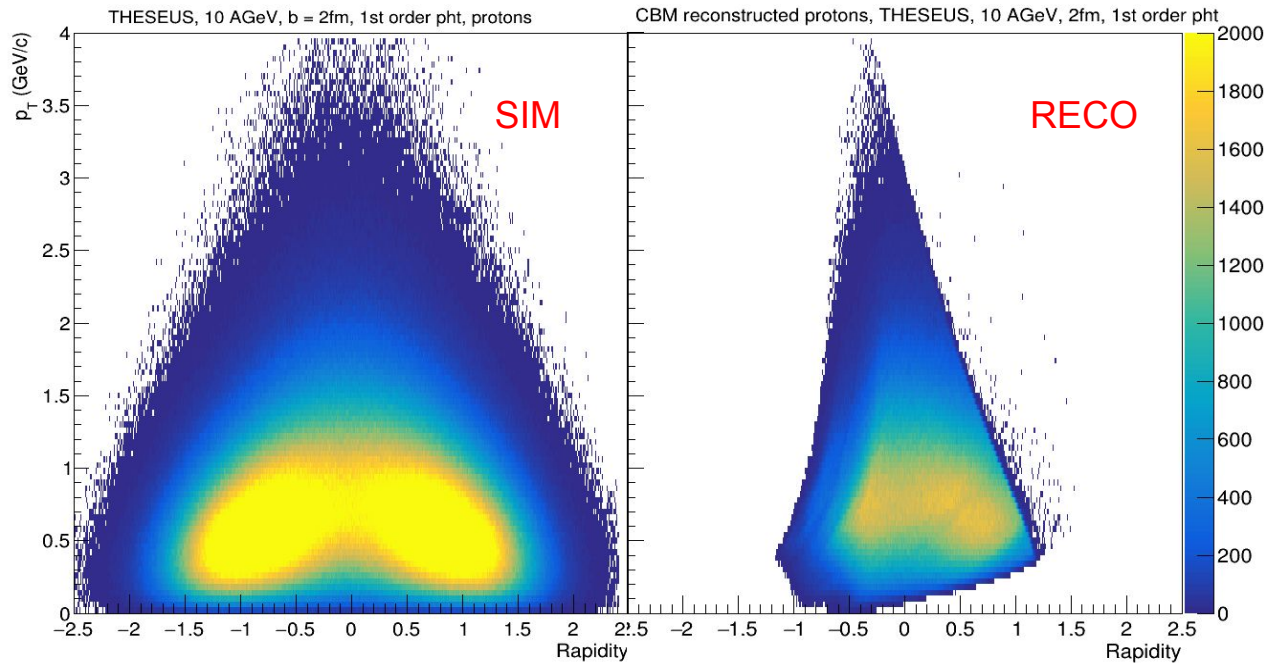 THESEUS, 10 AGeV, b = 2fm, 1st order pht, protons
CBM reconstructed protons, THESEUS, 10 AGeV, 2fm, 1st order pht
p_T (GeV/c)
SIM
RECO
4
3.5
3
2.5
2
1.5
1
0.5
0
−2.5 −2 −1.5 −1 −0.5 0 0.5 1 1.5 2 2.5
Rapidity
−2 −1.5 −1 −0.5 0 0.5 1 1.5 2 2.5
Rapidity
2000
1800
1600
1400
1200
1000
800
600
400
200
0